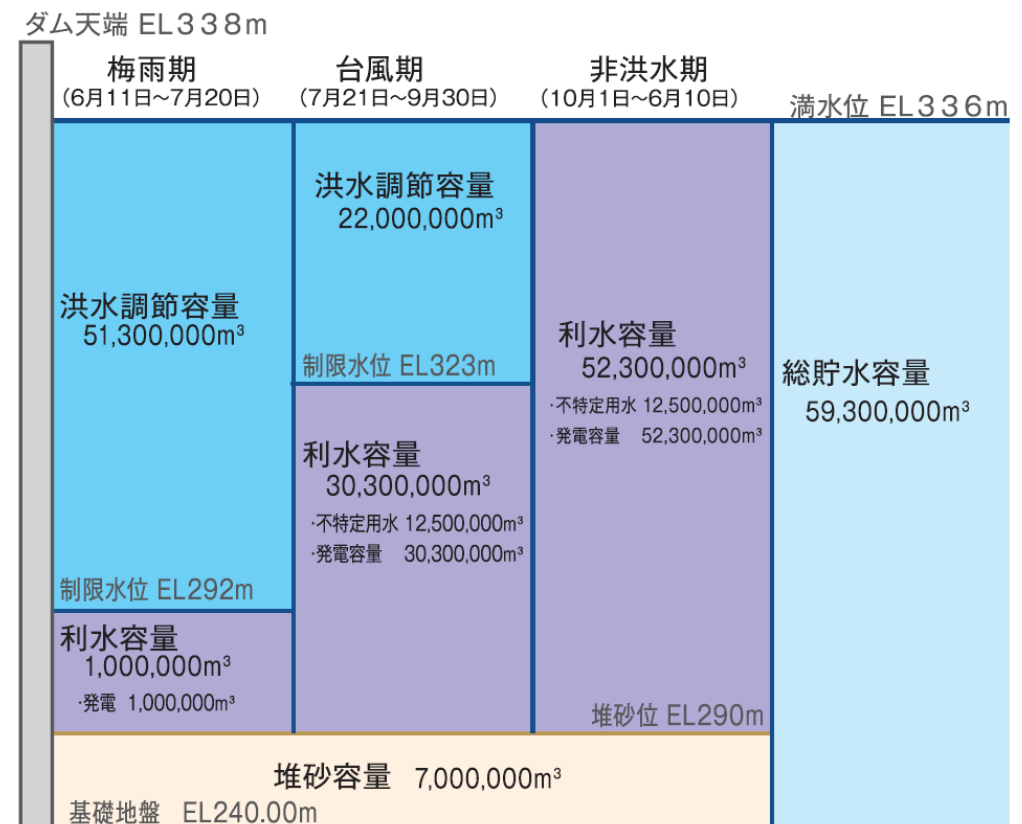 ダム天端 EL338m
梅雨期
(6月11日~7月20日)
台風期
(7月21日~9月30日)
非洪水期
(10月1日~6月10日)
満水位 EL336m
洪水調節容量
51,300,000m³
制限水位 EL292m
利水容量
1,000,000m³
・発電 1,000,000m³
洪水調節容量
22,000,000m³
制限水位 EL323m
利水容量
30,300,000m³
・不特定用水 12,500,000m³
・発電容量 30,300,000m³
利水容量
52,300,000m³
・不特定用水 12,500,000m³
・発電容量 52,300,000m³
堆砂位 EL290m
総貯水容量
59,300,000m³
堆砂容量 7,000,000m³
基礎地盤 EL240.00m